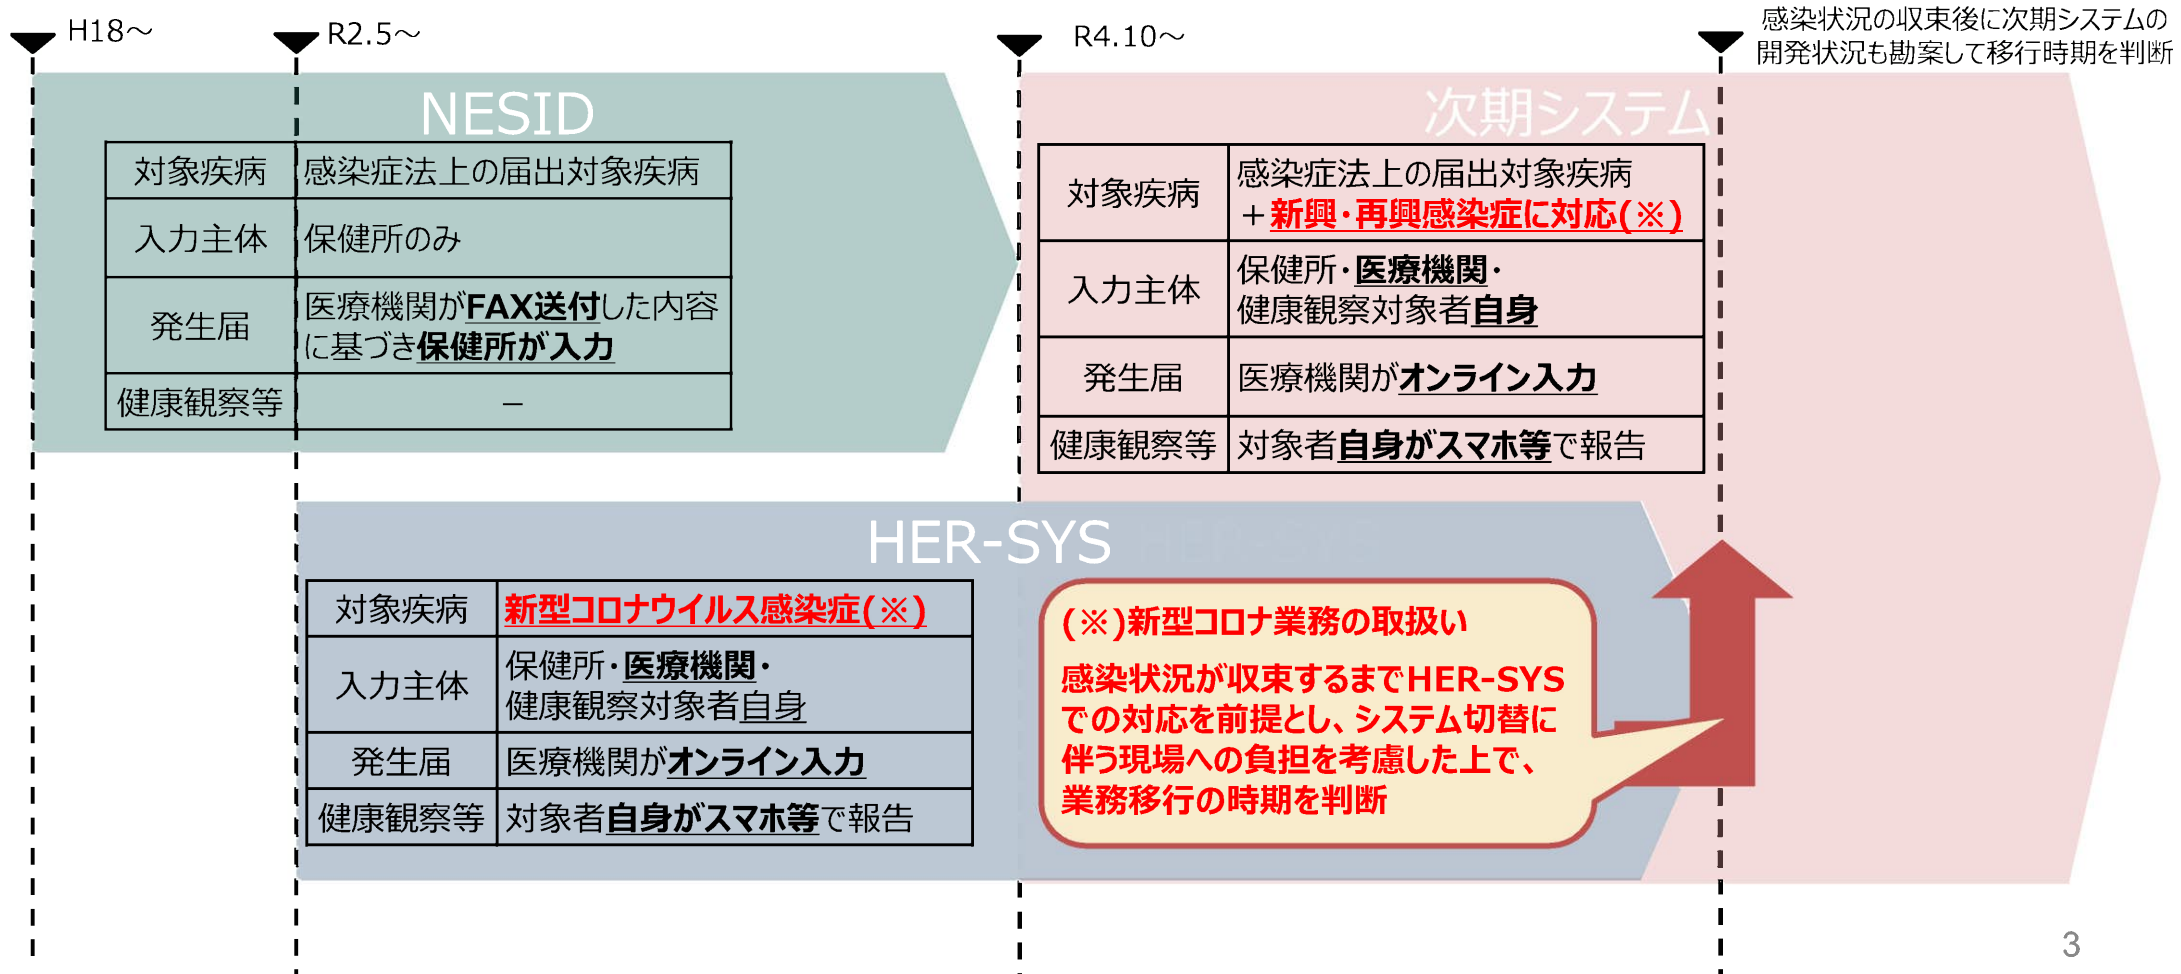 H18～
R2.5～
R4.10～
感染状況の収束後に次期システムの
開発状況も勘案して移行時期を判断
NESID
対象疾病 感染症法上の届出対象疾病
入力主体 保健所のみ
発生届 医療機関がFAX送付した内容
に基づき保健所が入力
健康観察等 －
次期システム
対象疾病 感染症法上の届出対象疾病
＋新興・再興感染症に対応(※)
入力主体 保健所・医療機関・
健康観察対象者自身
発生届 医療機関がオンライン入力
健康観察等 対象者自身がスマホ等で報告
HER-SYS
HER-SYS
対象疾病 新型コロナウイルス感染症(※)
入力主体 保健所・医療機関・
健康観察対象者自身
発生届 医療機関がオンライン入力
健康観察等 対象者自身がスマホ等で報告
(※)新型コロナ業務の取扱い
感染状況が収束するまでHER-SYS
での対応を前提とし、システム切替に
伴う現場への負担を考慮した上で、
業務移行の時期を判断
3